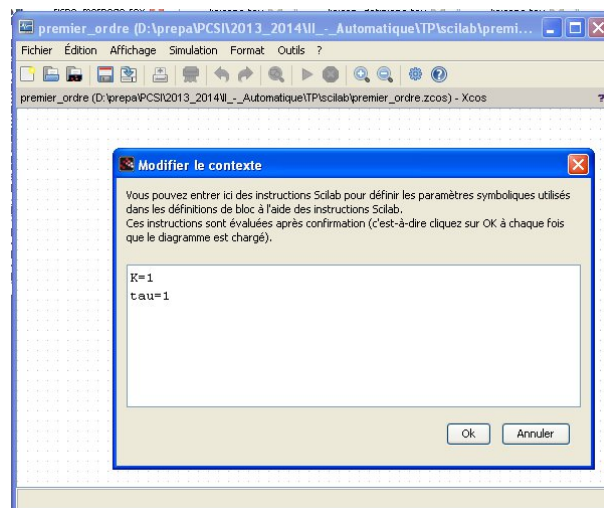 premier_ordre (D:\prepa\PCSI\2013_2014\II_-_Automatique\TP\scilab\premi...
Fichier Édition Affichage Simulation Format Outils ?
premier_ordre (D:\prepa\PCSI\2013_2014\II_-_Automatique\TP\scilab\premier_ordre.zcos) - Xcos
Modifier le contexte
Vous pouvez entrer ici des instructions Scilab pour définir les paramètres symboliques utilisés
dans les définitions de bloc à l'aide des instructions Scilab.
Ces instructions sont évaluées après confirmation (c'est-à-dire cliquez sur OK à chaque fois
que le diagramme est chargé).
K=1
tau=1
Ok Annuler